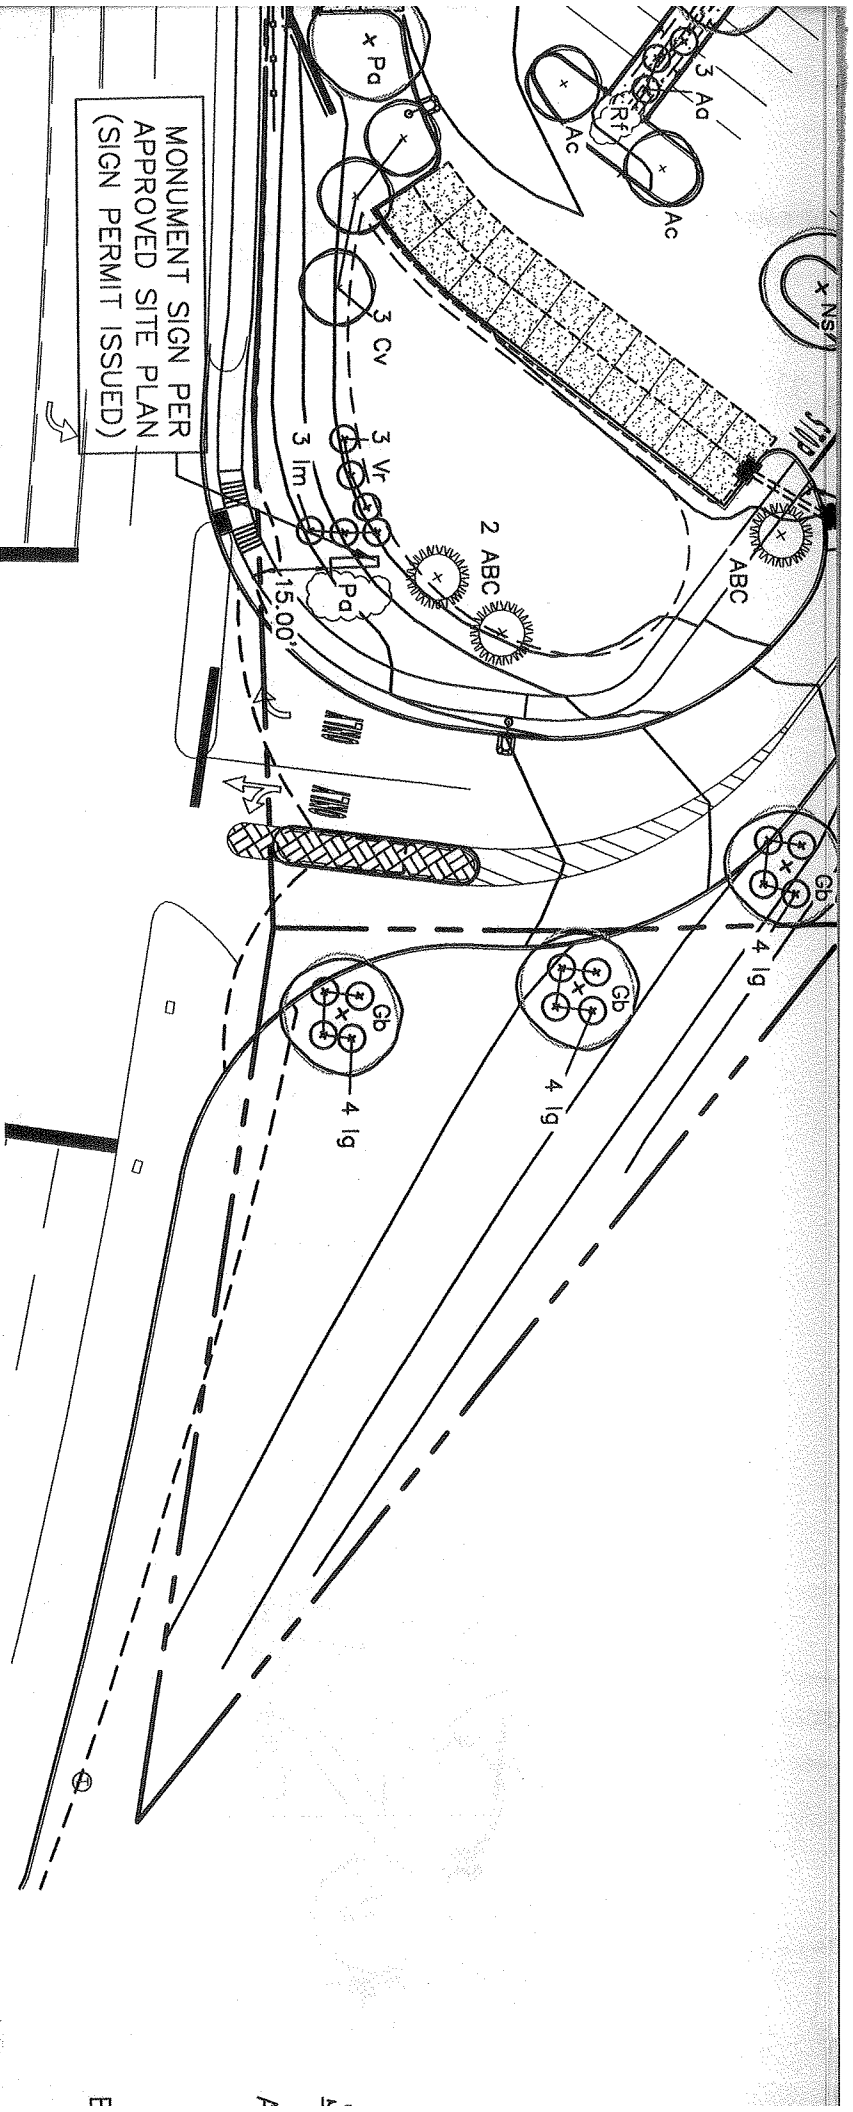 MONUMENT SIGN PER
APPROVED SITE PLAN
(SIGN PERMIT ISSUED)
Pa
3 Aa
Rf
Ac
Ac
Ns
3 Cv
3 Vr
3 Im
2 ABC
ABC
Pa
15.00'
ONLY
ONLY
Gb
4 Ig
Gb
4 Ig
Gb
4 Ig